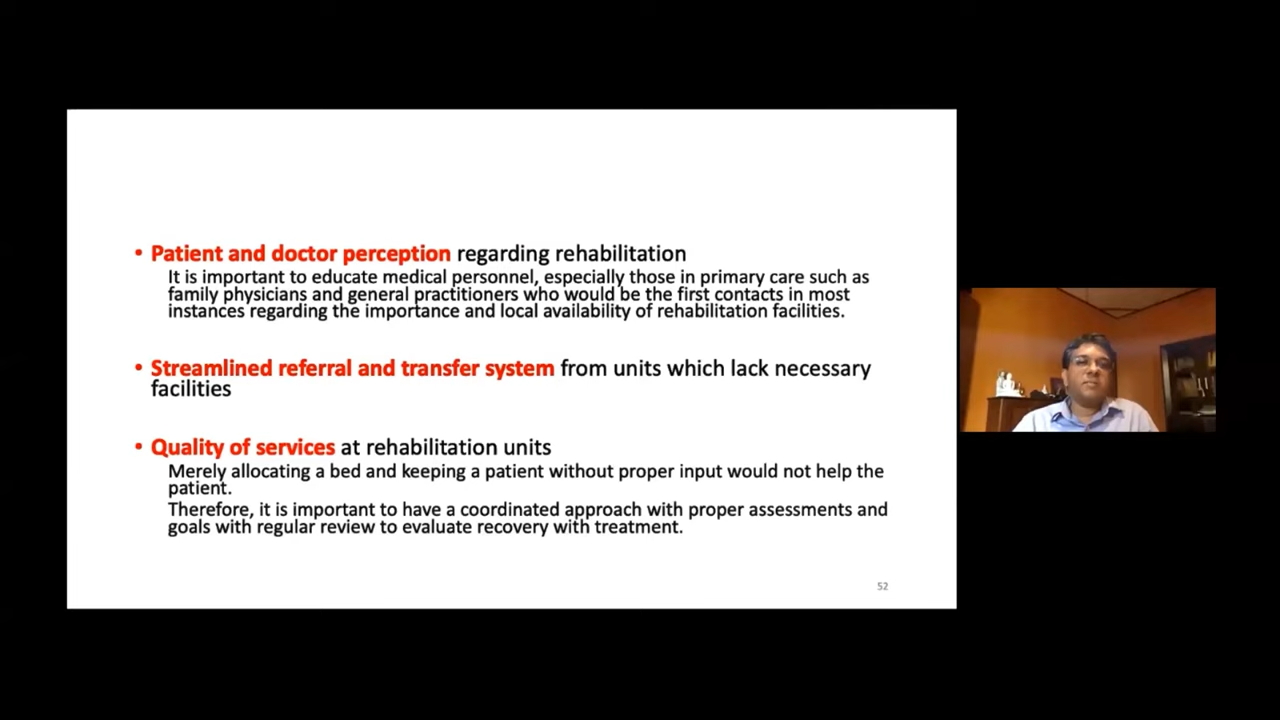 • Patient and doctor perception regarding rehabilitation
It is important to educate medical personnel, especially those in primary care such as
family physicians and general practitioners who would be the first contacts in most
instances regarding the importance and local availability of rehabilitation facilities.
• Streamlined referral and transfer system from units which lack necessary
facilities
• Quality of services at rehabilitation units
Merely allocating a bed and keeping a patient without proper input would not help the
patient.
Therefore, it is important to have a coordinated approach with proper assessments and
goals with regular review to evaluate recovery with treatment.
52